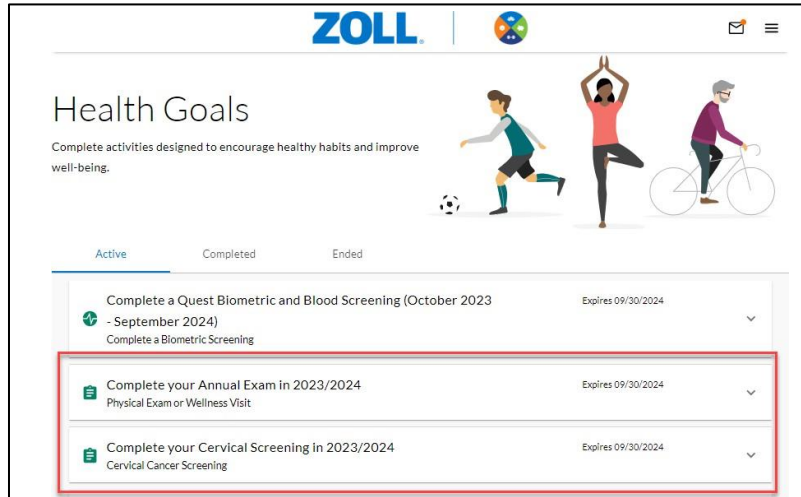 ZOLL.
Health Goals
Complete activities designed to encourage healthy habits and improve
well-being.
Active Completed Ended
Complete a Quest Biometric and Blood Screening (October 2023
- September 2024)
Expires 09/30/2024
Complete a Biometric Screening
Complete your Annual Exam in 2023/2024
Expires 09/30/2024
Physical Exam or Wellness Visit
Complete your Cervical Screening in 2023/2024
Expires 09/30/2024
Cervical Cancer Screening